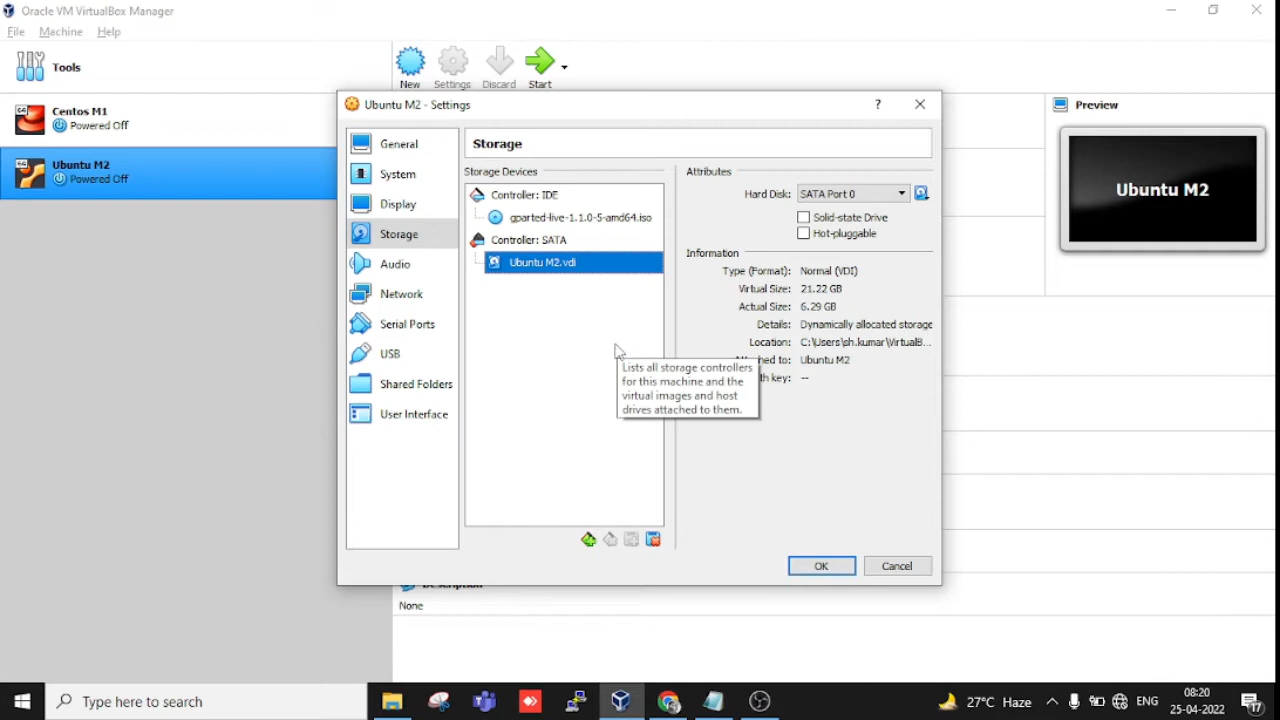 Oracle VM VirtualBox Manager
File Machine Help
Tools
New Settings Discard Start
Centos M1
Powered Off
Ubuntu M2
Powered Off
Ubuntu M2 - Settings
?
General
System
Display
Storage
Audio
Network
Serial Ports
USB
Shared Folders
User Interface
Storage
Storage Devices
Controller: IDE
gparted-live-1.1.0-5-amd64.iso
Controller: SATA
Ubuntu M2.vdi
Attributes
Hard Disk: SATA Port 0
Solid-state Drive
Hot-pluggable
Information
Type (Format): Normal (VDI)
Virtual Size: 21.22 GB
Actual Size: 6.29 GB
Details: Dynamically allocated storage
Location: C:\Users\sh.kumar\VirtualB...
Ubuntu M2
key: --
Lists all storage controllers
for this machine and the
virtual images and host
drives attached to them.
OK Cancel
Preview
Ubuntu M2
None
Type here to search
27°C Haze
ENG
08:20
25-04-2022
17